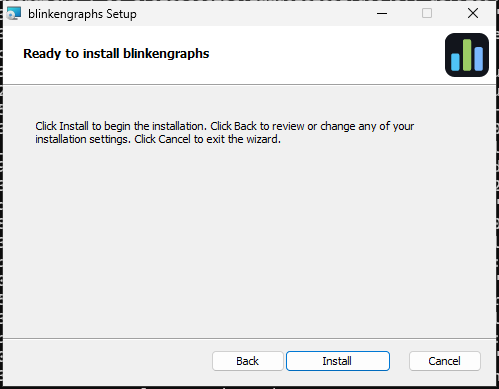 blinkengraphs Setup
Ready to install blinkengraphs
Click Install to begin the installation. Click Back to review or change any of your
installation settings. Click Cancel to exit the wizard.
Back
Install
Cancel